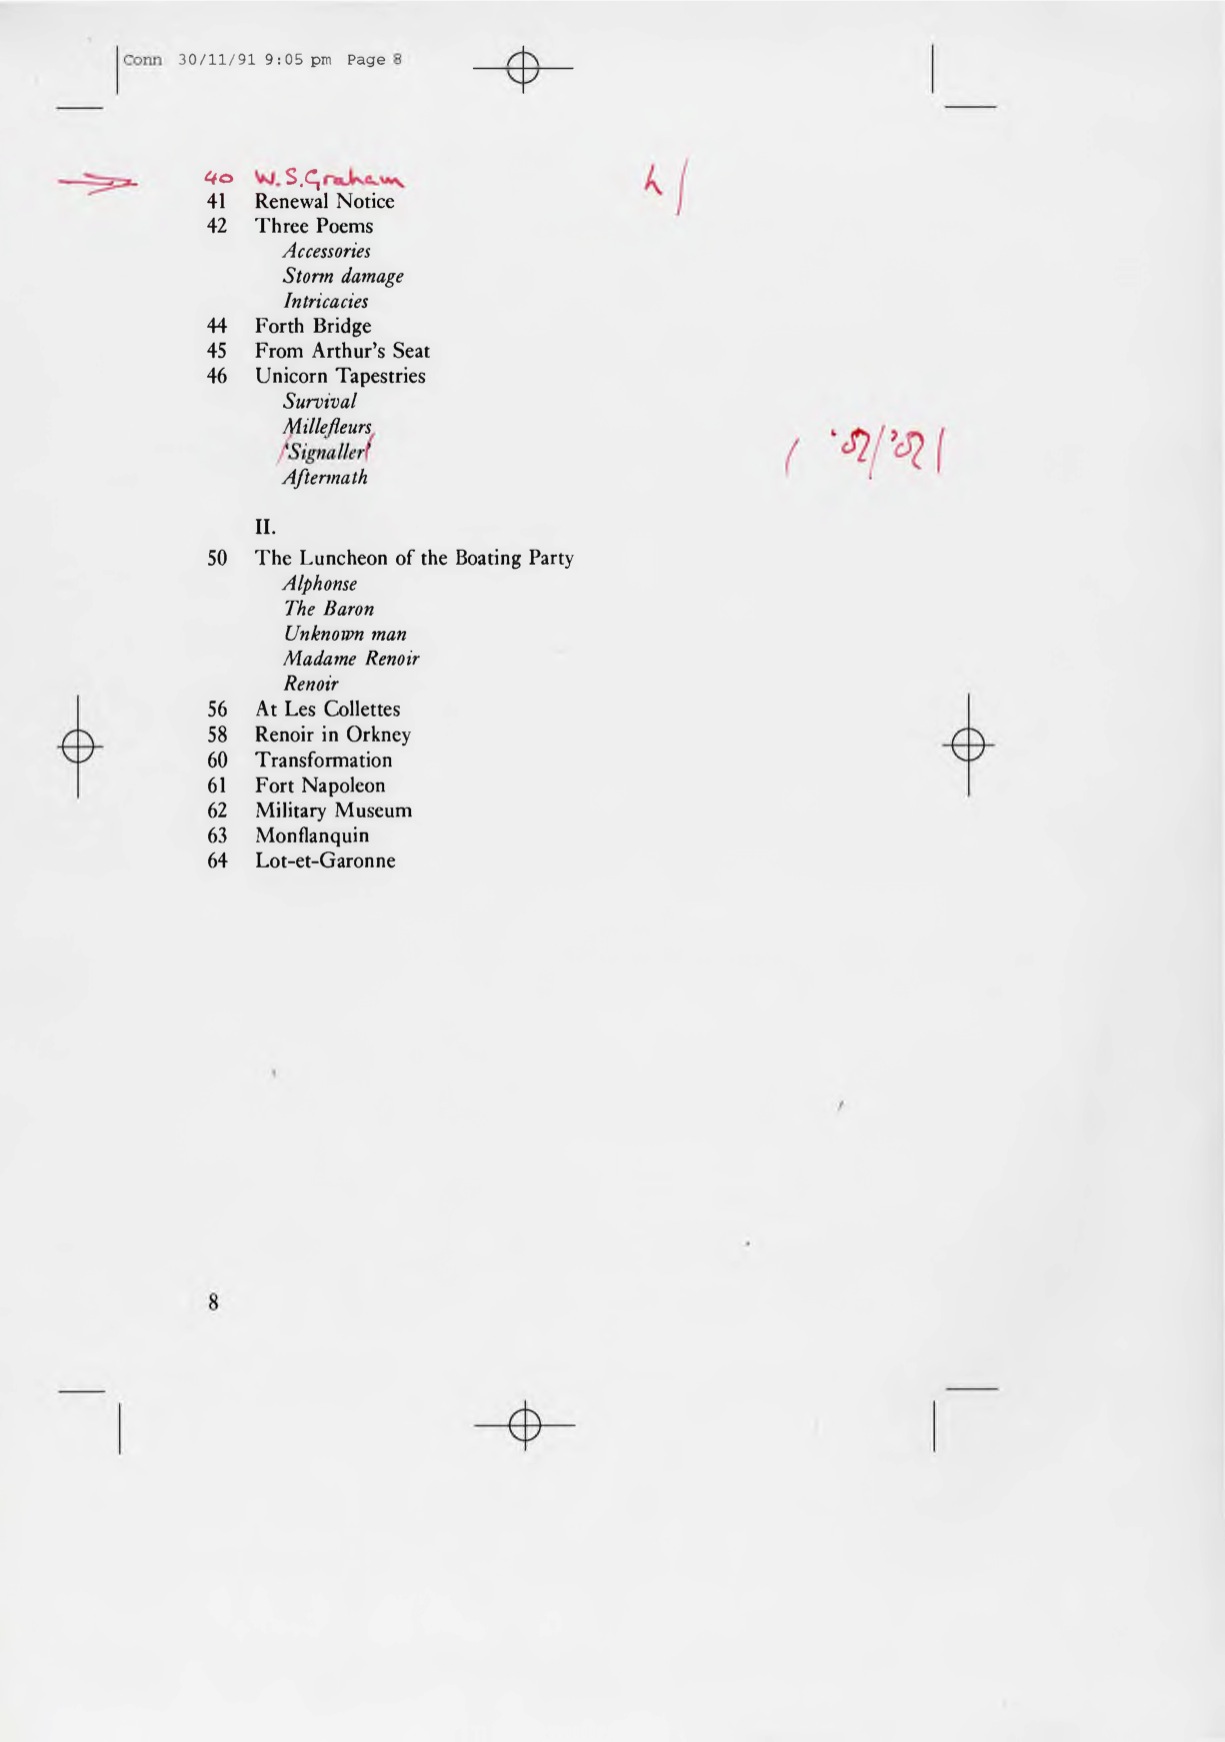 Conn 30/11/91 9:05 pm Page 8
40 W.S. Graham
41 Renewal Notice
42 Three Poems
Accessories
Storm damage
Intricacies
44 Forth Bridge
45 From Arthur's Seat
46 Unicorn Tapestries
Survival
Millefleurs
‘Signaller’
Aftermath
II.
50 The Luncheon of the Boating Party
Alphonse
The Baron
Unknown man
Madame Renoir
Renoir
56 At Les Collettes
58 Renoir in Orkney
60 Transformation
61 Fort Napoleon
62 Military Museum
63 Monflanquin
64 Lot-et-Garonne
8